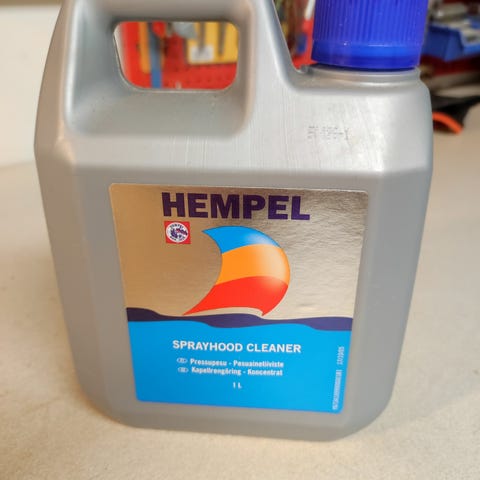 HEMPEL
SPRAYHOOD CLEANER
Pressupesu - Pesuainetiiviste
Kapellrengöring - Koncentrat
1 L